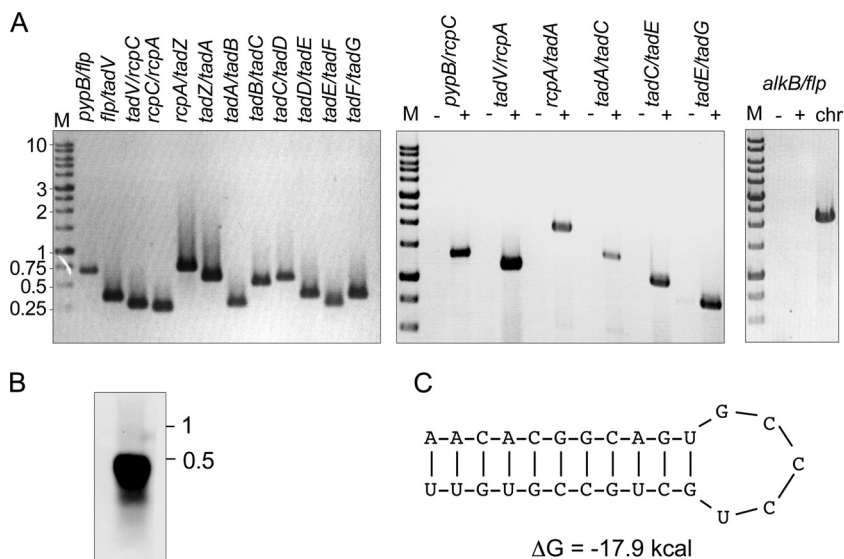 A
pypB/flp
flp/tadV
tadV/rcpC
rcpC/rcpA
rcpA/tadZ
tadZ/tadA
tadA/tadB
tadB/tadC
tadC/tadD
tadD/tadE
tadE/tadF
tadF/tadG
M
10
3
2
1
0.75
0.5
0.25
pypB/rcpC
tadV/rcpA
rcpA/tadA
tadA/tadC
tadC/tadE
tadE/tadG
M - + - + - + - + - + - +
alkB/flp
M - + chr
B
1
0.5
C
A-A-C-A-C-G-G-C-A-G-U
G
C
C
C
U
U-U-G-U-G-C-C-G-U-C-G
ΔG = -17.9 kcal